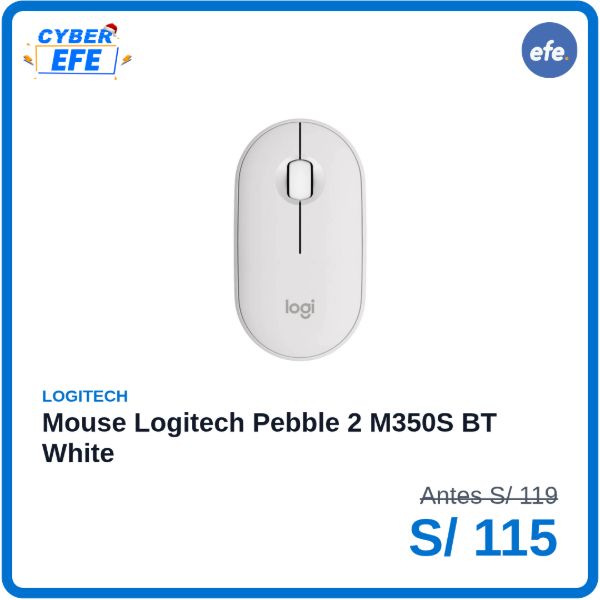 CYBER
EFE
efe.
logi
LOGITECH
Mouse Logitech Pebble 2 M350S BT
White
Antes S/ 119
S/ 115